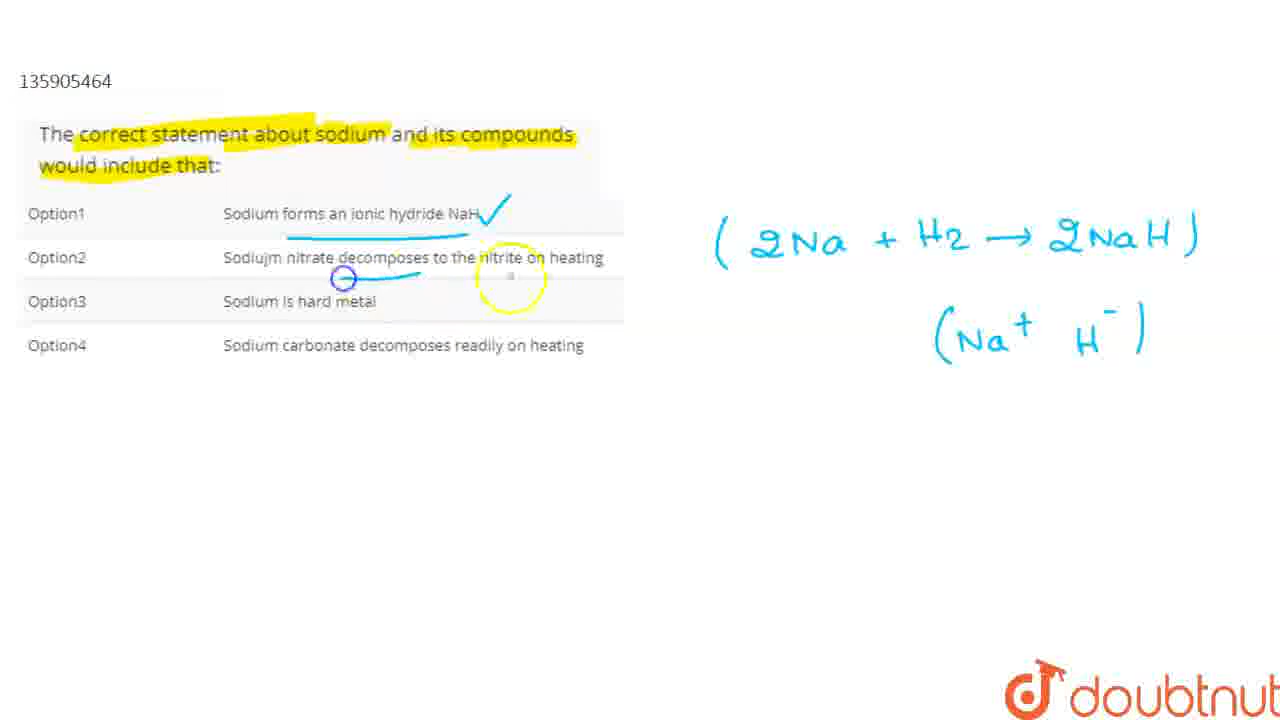 135905464
The correct statement about sodium and its compounds
would include that:
Option1 Sodium forms an ionic hydride NaH
Option2 Sodiujm nitrate decomposes to the nitrite on heating
Option3 Sodium is hard metal
Option4 Sodium carbonate decomposes readily on heating
(2Na + H2 → 2NaH)
(Na+ H-)
doubtnut